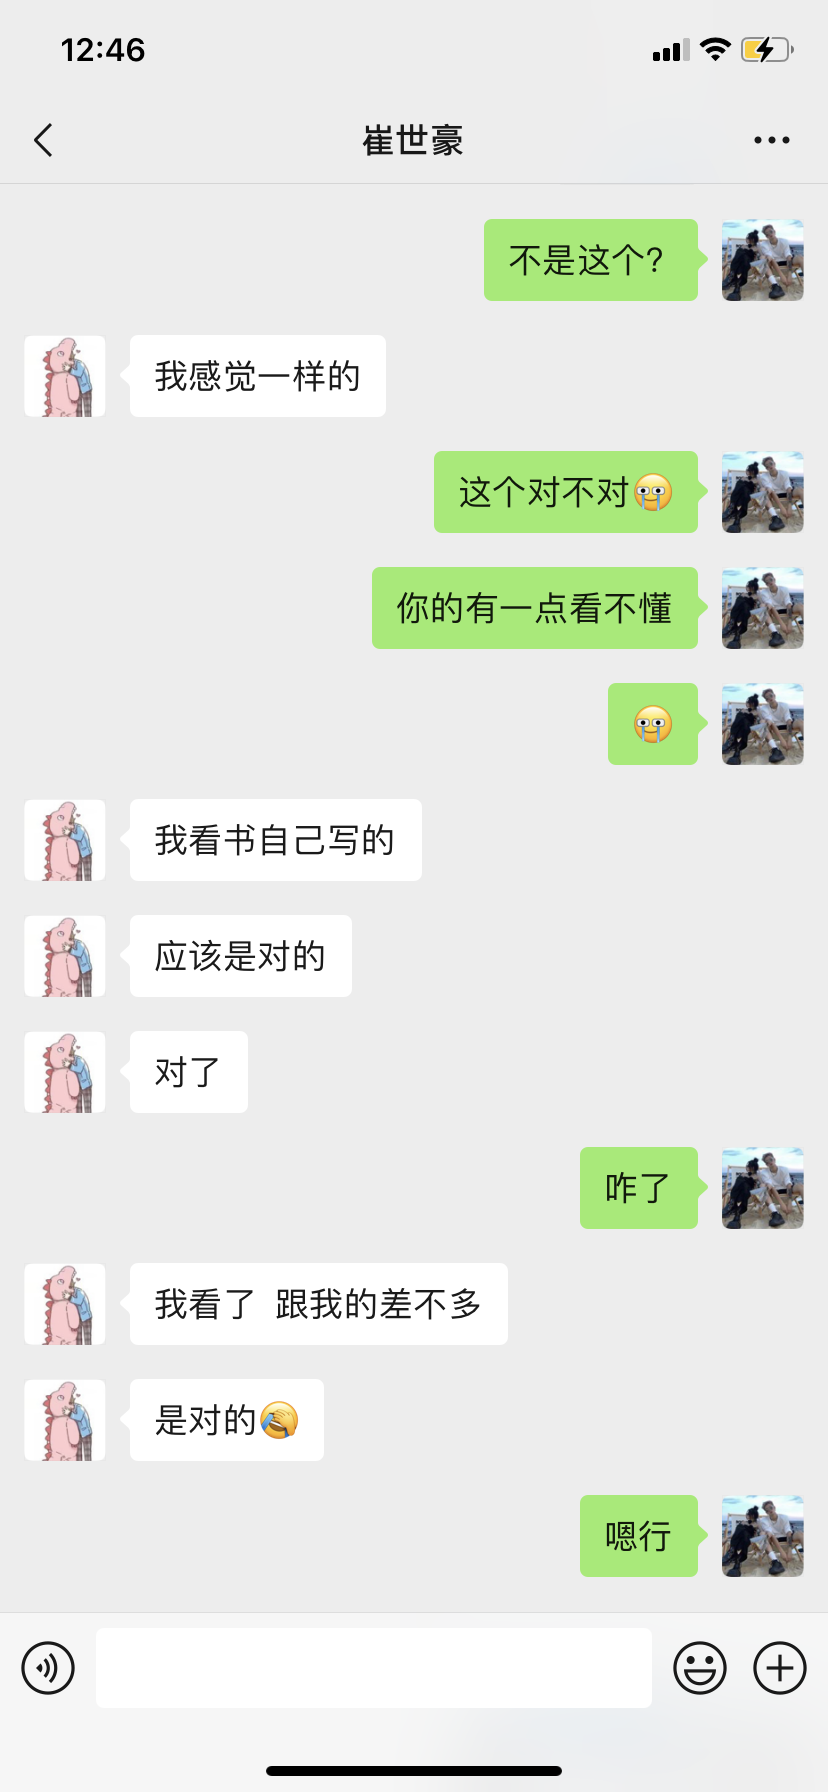 12:46
崔世豪
不是这个?
我感觉一样的
这个对不对😭
你的有一点看不懂
😭
我看书自己写的
应该是对的
对了
咋了
我看了 跟我的差不多
是对的🤣
嗯行